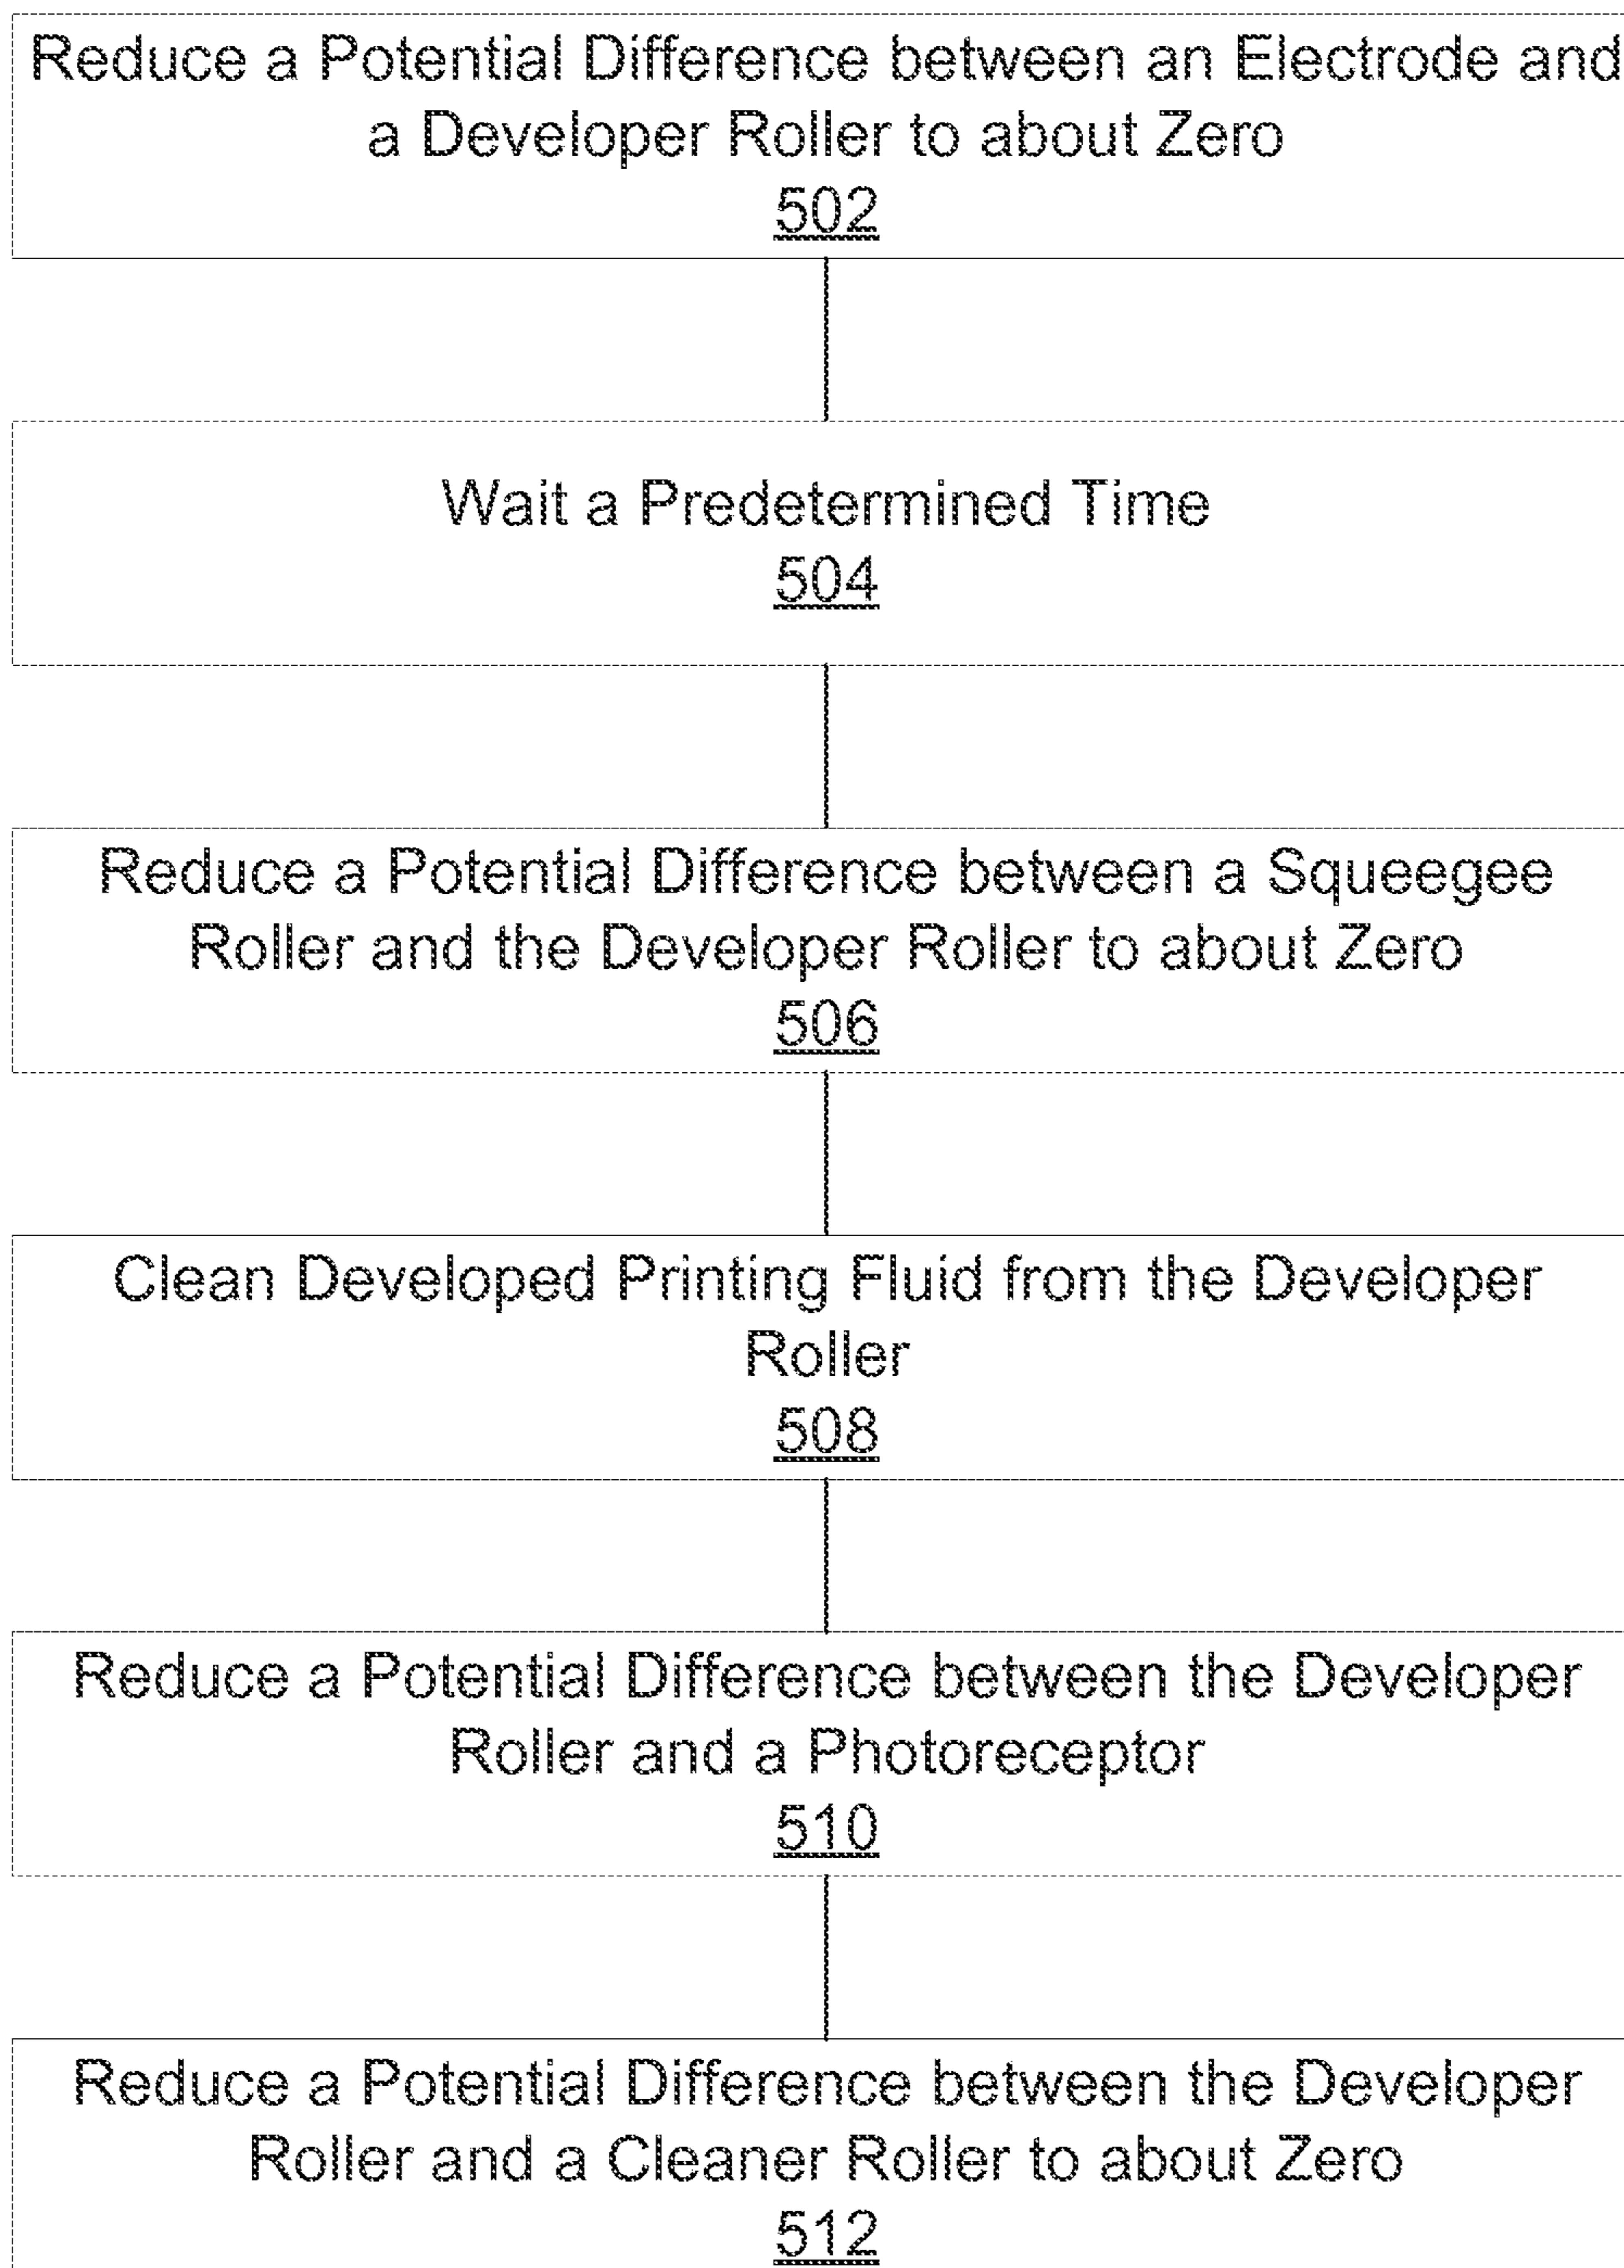 Reduce a Potential Difference between an Electrode and
a Developer Roller to about Zero
502
Wait a Predetermined Time
504
Reduce a Potential Difference between a Squeegee
Roller and the Developer Roller to about Zero
506
Clean Developed Printing Fluid from the Developer
Roller
508
Reduce a Potential Difference between the Developer
Roller and a Photoreceptor
510
Reduce a Potential Difference between the Developer
Roller and a Cleaner Roller to about Zero
512